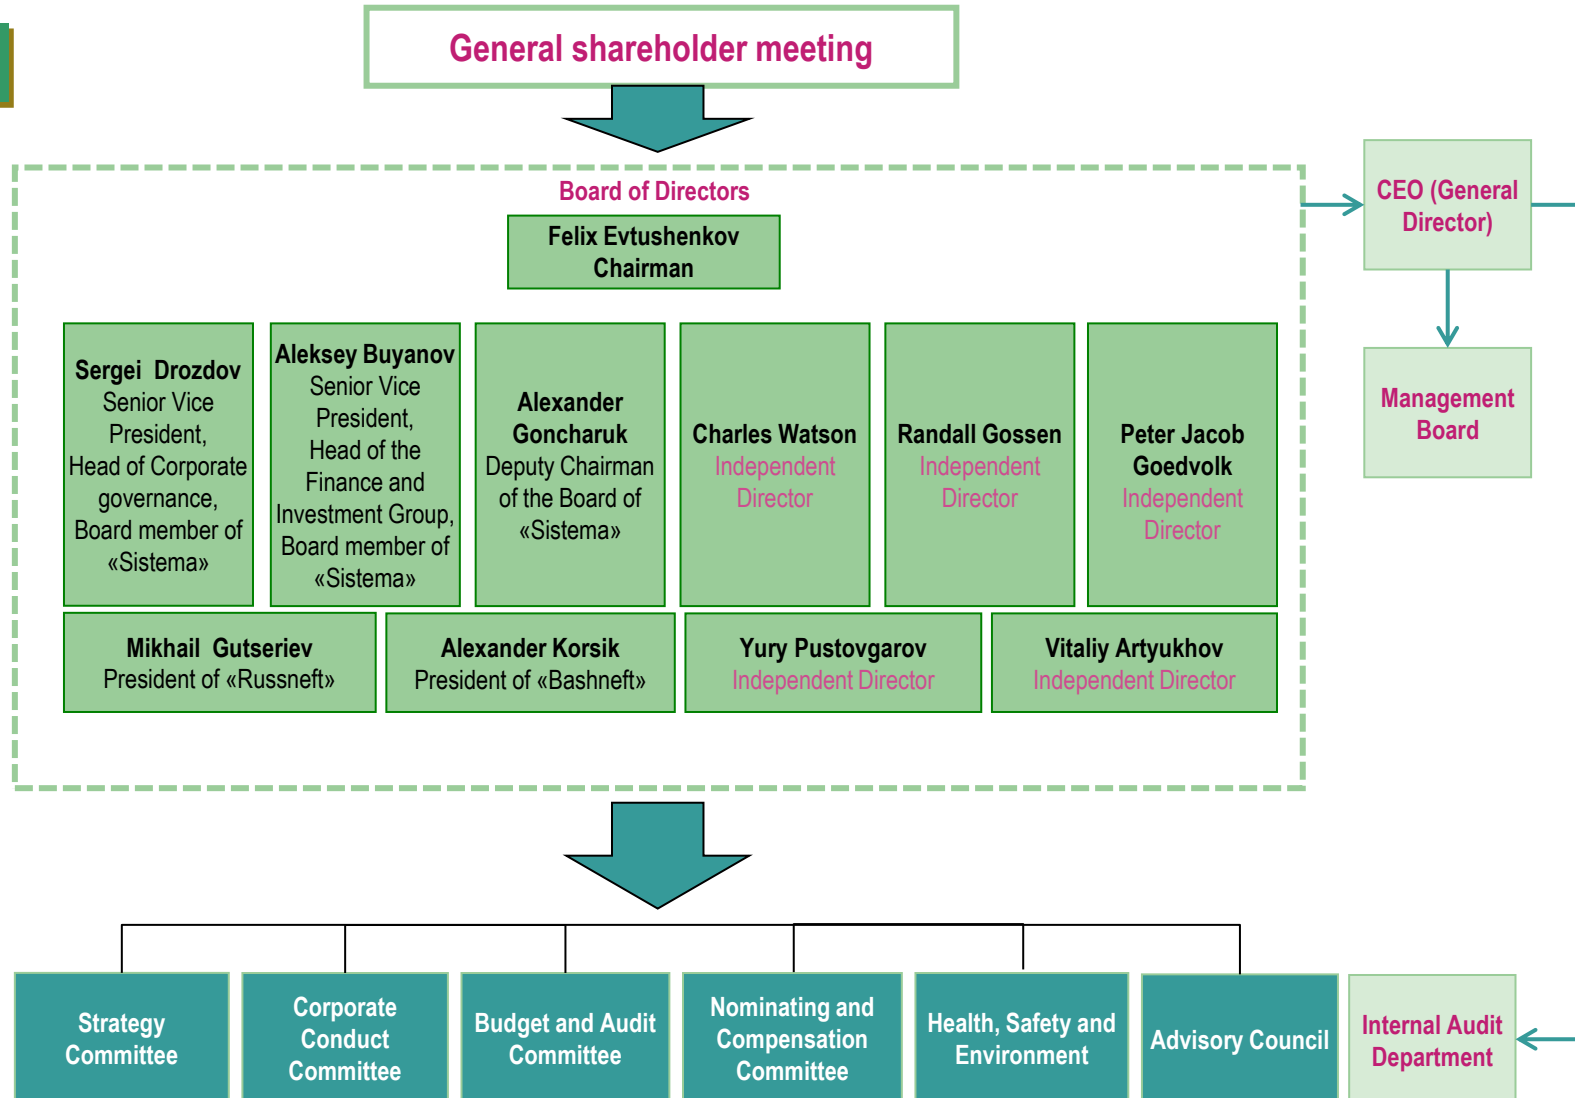 General shareholder meeting
Board of Directors
Felix Evtushenkov
Chairman
CEO (General
Director)
Management
Board
Sergei Drozdov
Senior Vice
President,
Head of Corporate
governance,
Board member of
«Sistema»
Aleksey Buyanov
Senior Vice
President,
Head of the
Finance and
Investment Group,
Board member of
«Sistema»
Alexander
Goncharuk
Deputy Chairman
of the Board of
«Sistema»
Charles Watson
Independent
Director
Randall Gossen
Independent
Director
Peter Jacob
Goedvolk
Independent
Director
Mikhail Gutseriev
President of «Russneft»
Alexander Korsik
President of «Bashneft»
Yury Pustovgarov
Independent Director
Vitaliy Artyukhov
Independent Director
Strategy
Committee
Corporate
Conduct
Committee
Budget and Audit
Committee
Nominating and
Compensation
Committee
Health, Safety and
Environment
Advisory Council
Internal Audit
Department